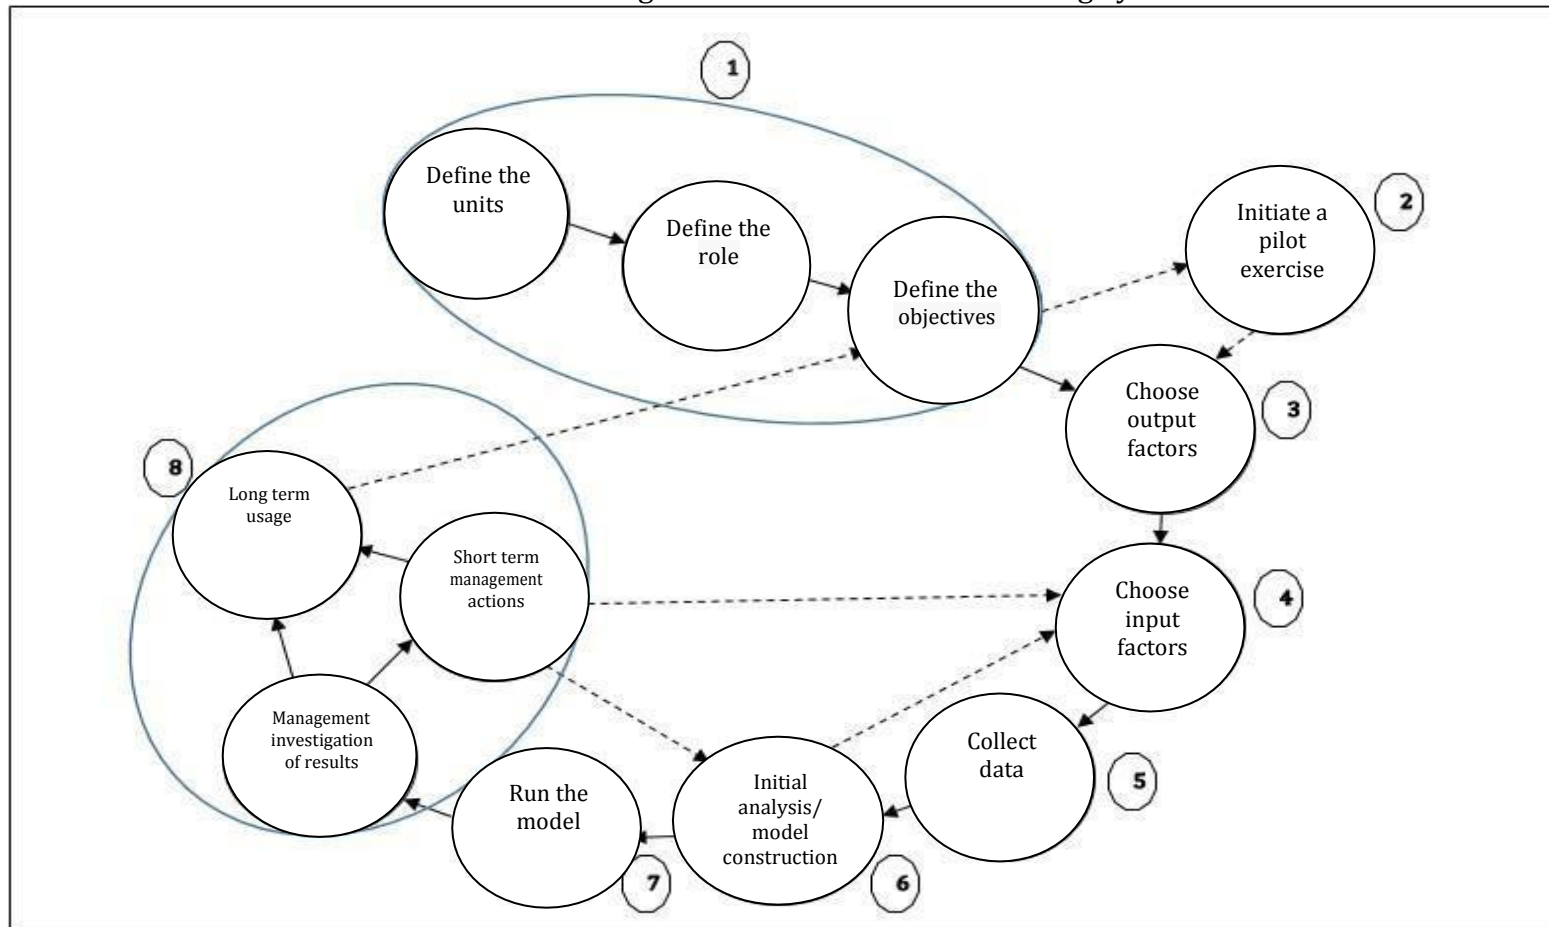 1
Define the
units
Define the
role
Define the
objectives
Initiate a
pilot
exercise
2
Choose
output
factors
3
Choose
input
factors
4
Collect
data
5
Initial
analysis/
model
construction
6
Run the
model
7
Management
investigation
of results
Short term
management
actions
Long term
usage
8